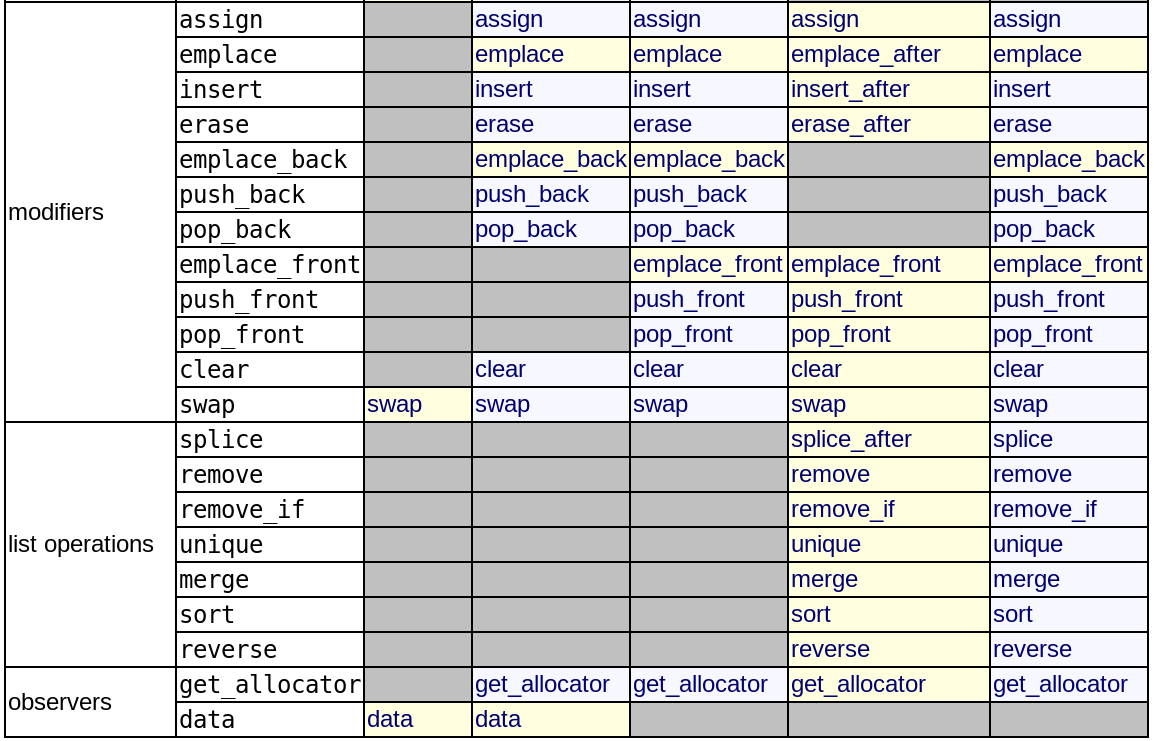 assign assign assign assign assign
emplace emplace emplace emplace_after emplace
insert insert insert insert_after insert
erase erase erase erase_after erase
emplace_back emplace_back emplace_back emplace_back
push_back push_back push_back push_back
modifiers
pop_back pop_back pop_back pop_back
emplace_front emplace_front emplace_front emplace_front
push_front push_front push_front push_front
pop_front pop_front pop_front pop_front
clear clear clear clear clear
swap swap swap swap swap swap
splice splice_after splice
remove remove remove
remove_if remove_if remove_if
list operations unique unique unique
merge merge merge
sort sort sort
reverse reverse reverse
get_allocator get_allocator get_allocator get_allocator get_allocator
observers
data data data